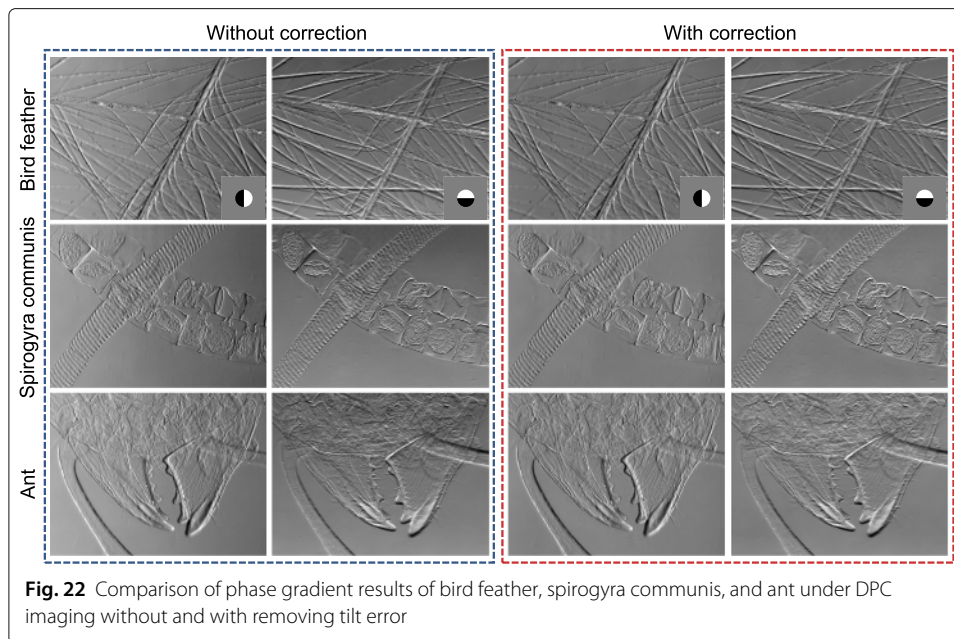 Without correction
With correction
Bird feather
Spirogyra communis
Ant
Fig. 22 Comparison of phase gradient results of bird feather, spirogyra communis, and ant under DPC
imaging without and with removing tilt error